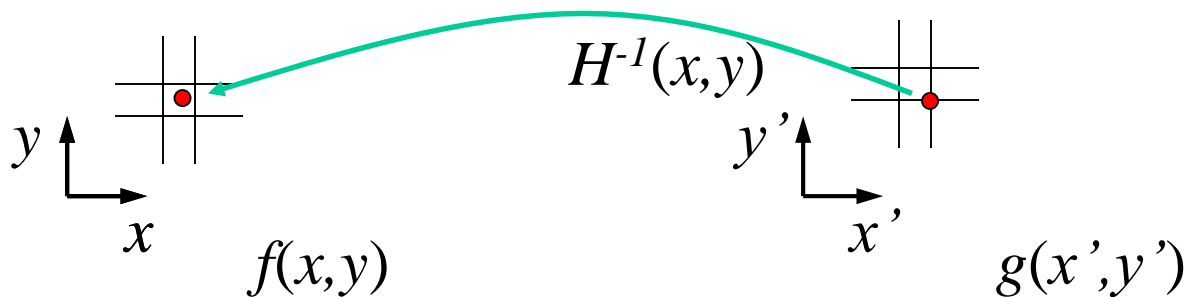 H⁻¹(x,y)
y
y’
x
x’
f(x,y)
g(x’,y’)